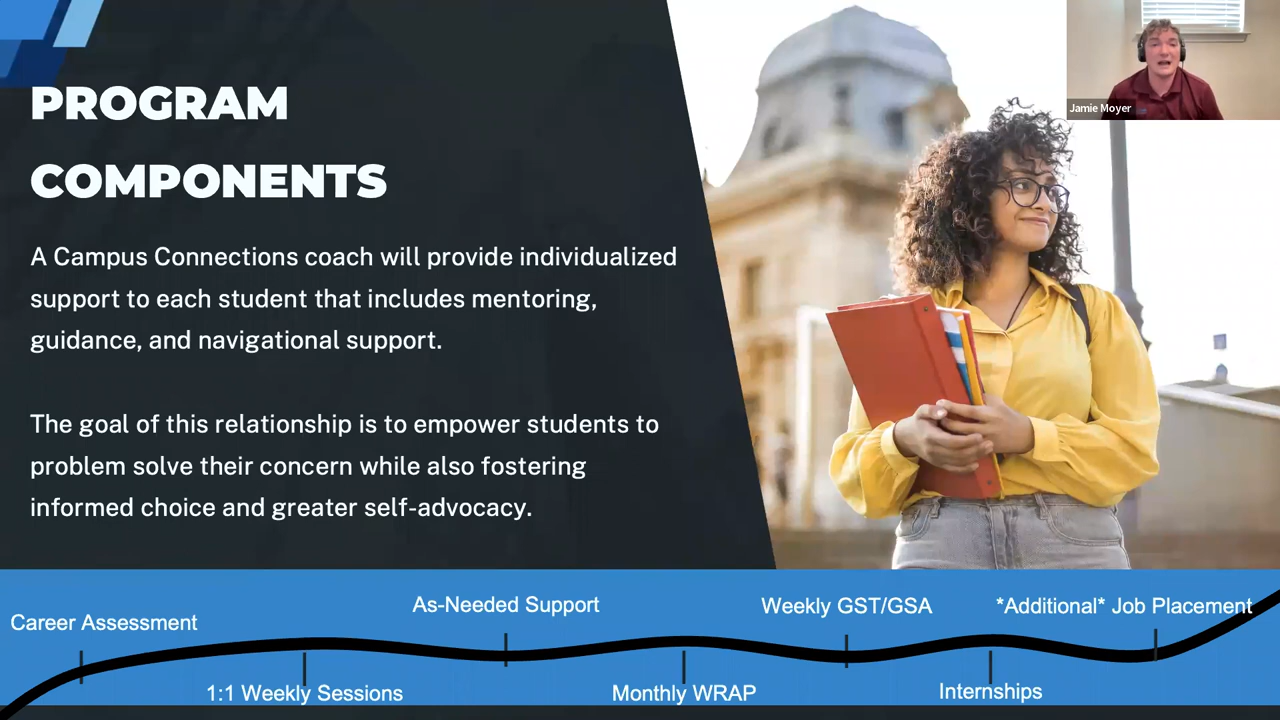 PROGRAM
COMPONENTS
A Campus Connections coach will provide individualized
support to each student that includes mentoring,
guidance, and navigational support.
The goal of this relationship is to empower students to
problem solve their concern while also fostering
informed choice and greater self-advocacy.
Jamie Moyer
Career Assessment
1:1 Weekly Sessions
As-Needed Support
Monthly WRAP
Weekly GST/GSA
Internships
*Additional* Job Placement